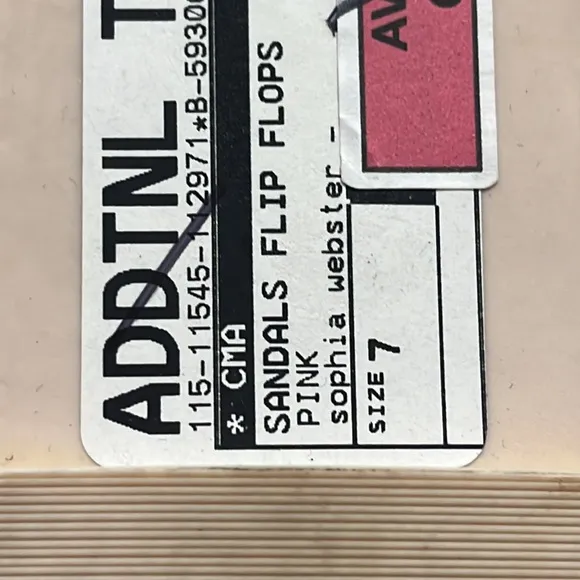 ADDTNL T
115-11545-112971*B-5930
* CMA
SANDALS FLIP FLOPS
PINK
sophia webster -
SIZE 7
AV